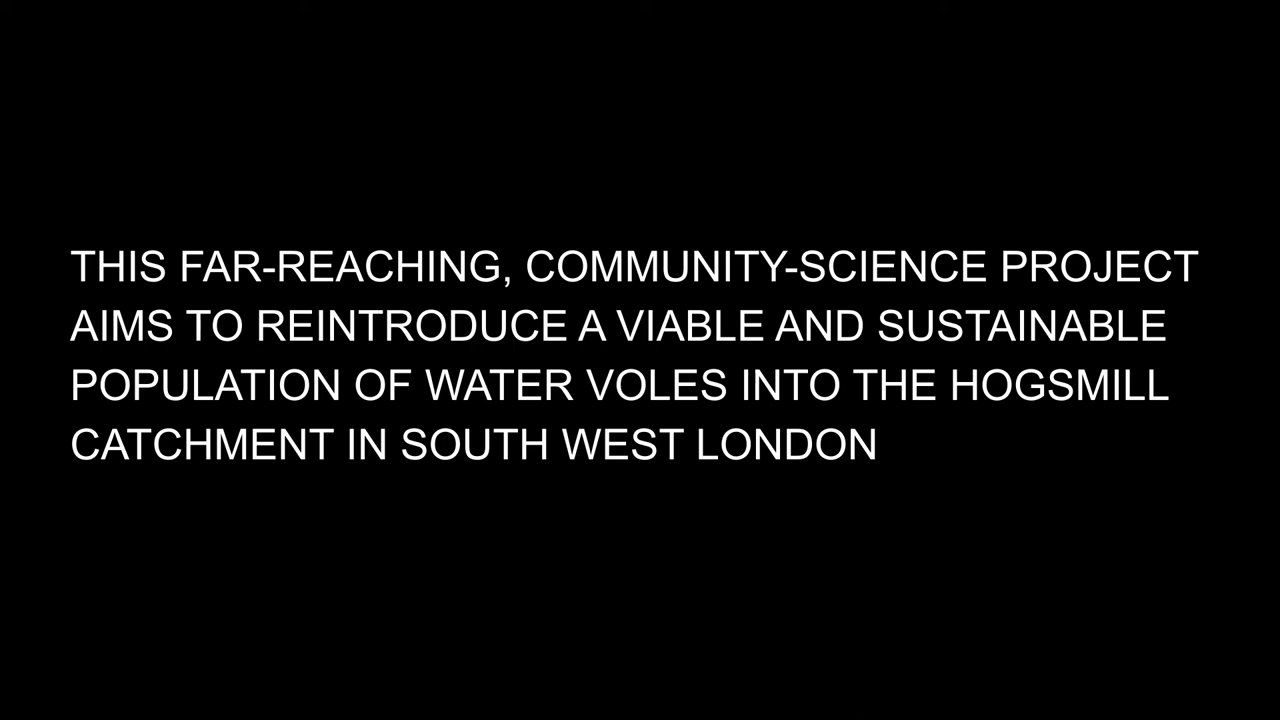 THIS FAR-REACHING, COMMUNITY-SCIENCE PROJECT
AIMS TO REINTRODUCE A VIABLE AND SUSTAINABLE
POPULATION OF WATER VOLES INTO THE HOGSMILL
CATCHMENT IN SOUTH WEST LONDON